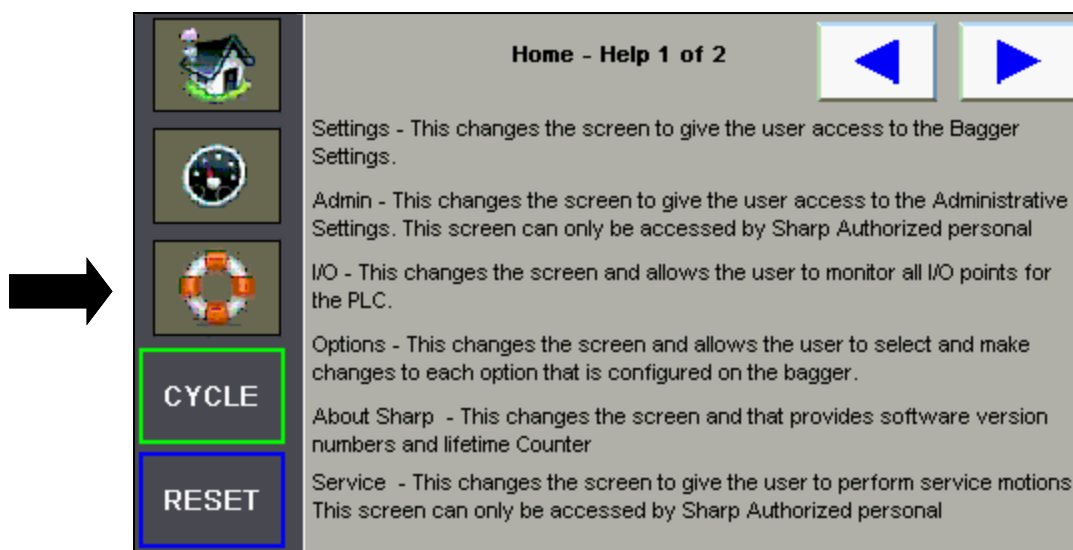 Home - Help 1 of 2
Settings - This changes the screen to give the user access to the Bagger
Settings.
Admin - This changes the screen to give the user access to the Administrative
Settings. This screen can only be accessed by Sharp Authorized personal
I/O - This changes the screen and allows the user to monitor all I/O points for
the PLC.
Options - This changes the screen and allows the user to select and make
changes to each option that is configured on the bagger.
About Sharp - This changes the screen and that provides software version
numbers and lifetime Counter
Service - This changes the screen to give the user to perform service motions
This screen can only be accessed by Sharp Authorized personal
CYCLE
RESET